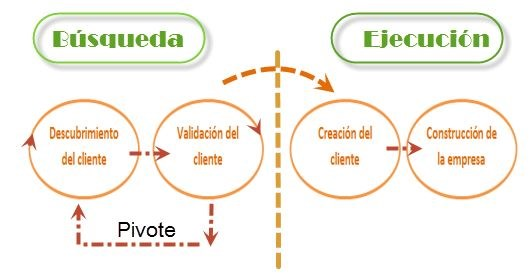 Búsqueda
Ejecución
Descubrimiento
del cliente
Validación del
cliente
Creación del
cliente
Construcción de
la empresa
Pivote